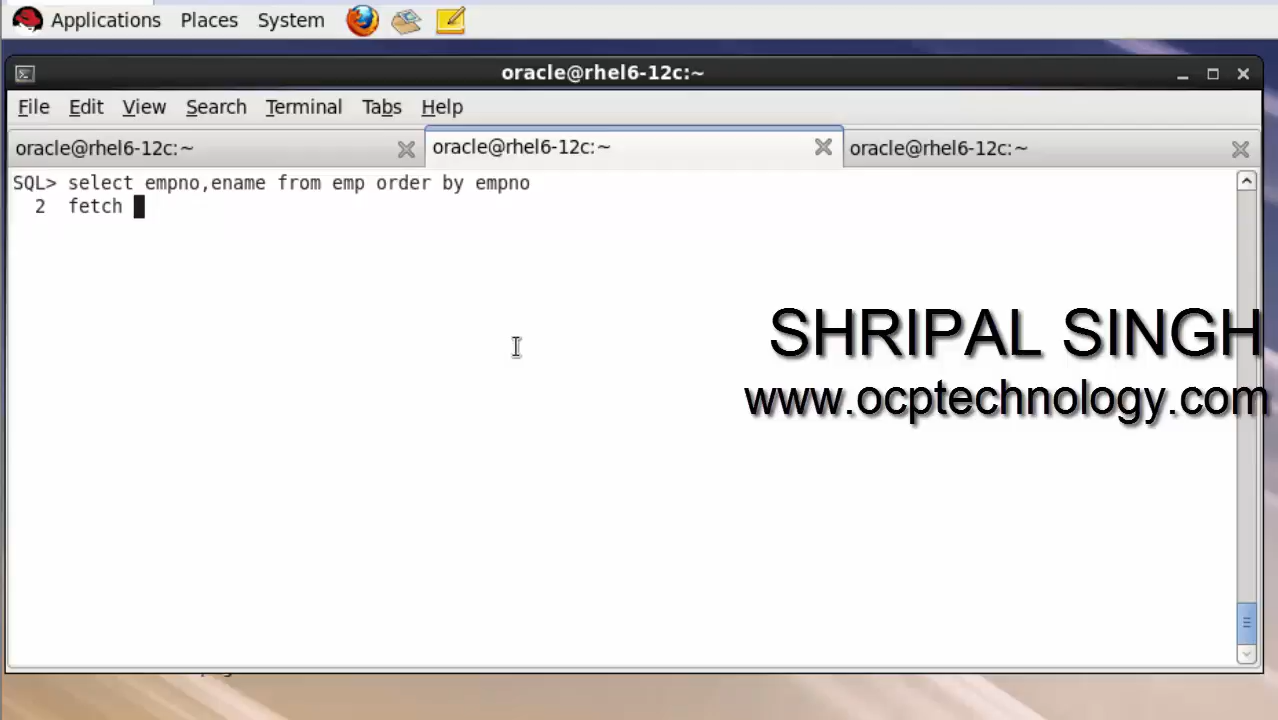 Applications Places System
oracle@rhel6-12c:~
File Edit View Search Terminal Tabs Help
oracle@rhel6-12c:~ oracle@rhel6-12c:~ oracle@rhel6-12c:~
SQL> select empno,ename from emp order by empno
2 fetch
SHRIPAL SINGH
www.ocptechnology.com